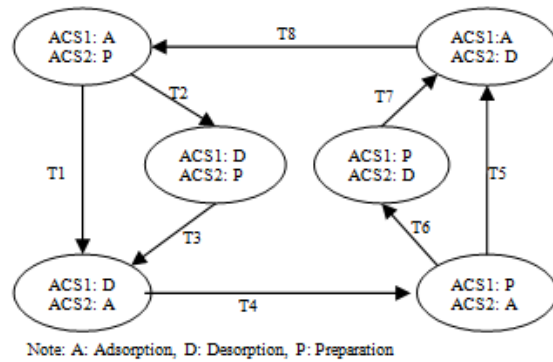 ACS1: A
ACS2: P
T8
ACS1:A
ACS2: D
T2
T7
ACS1: D
ACS2: P
ACS1: P
ACS2: D
T1
T5
T3
T6
ACS1: D
ACS2: A
T4
ACS1: P
ACS2: A
Note: A: Adsorption, D: Desorption, P: Preparation